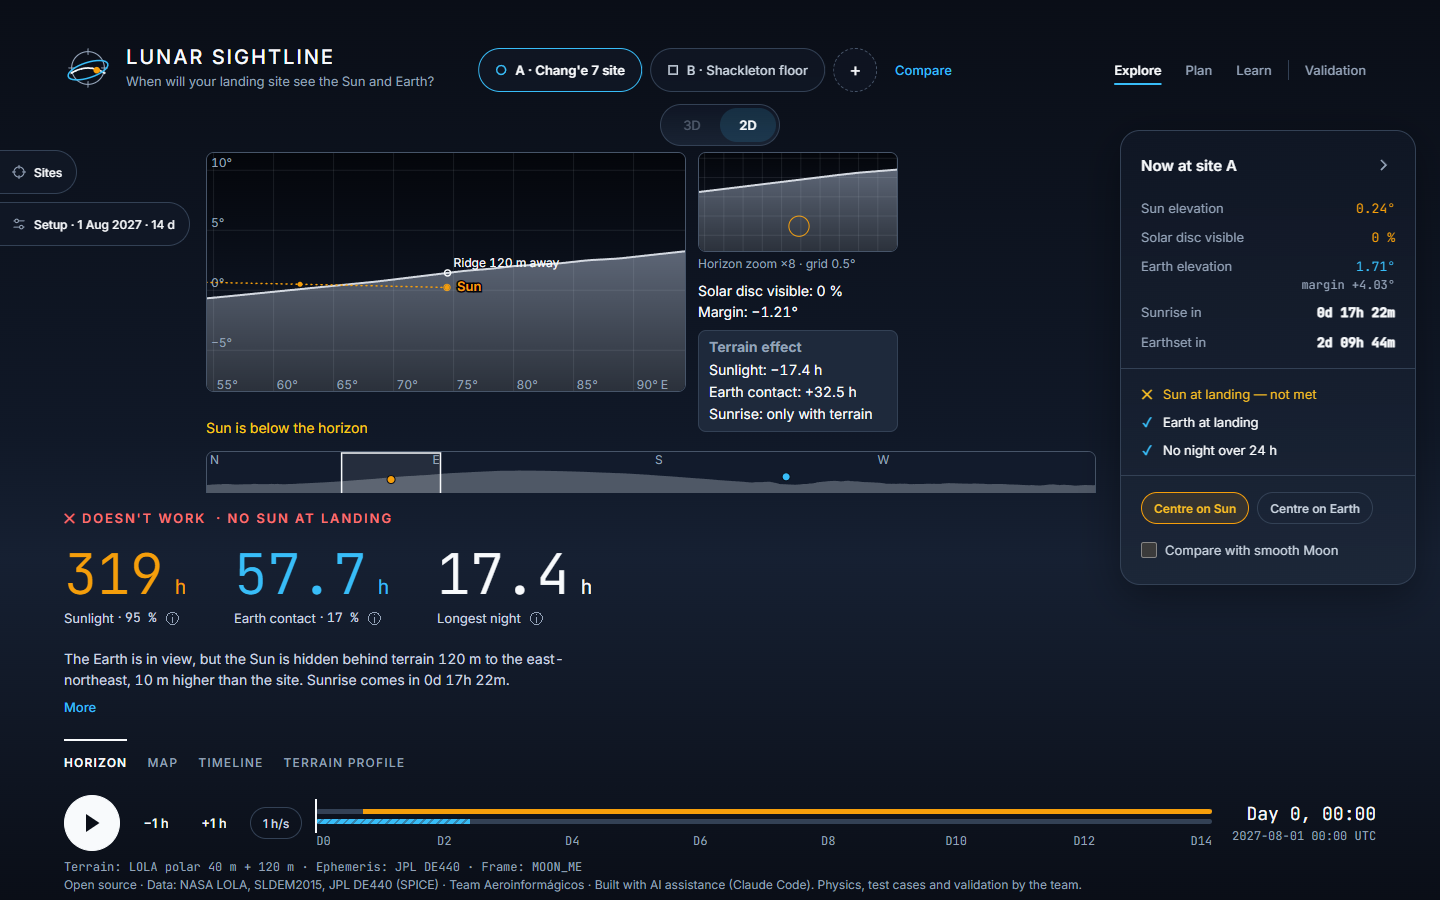 LUNAR SIGHTLINE
When will your landing site see the Sun and Earth?
A · Chang'e 7 site
B · Shackleton floor
+
Compare
Explore
Plan
Learn
Validation
3D
2D
Sites
Setup · 1 Aug 2027 · 14 d
10°
5°
0°
−5°
Ridge 120 m away
Sun
55°
60°
65°
70°
75°
80°
85°
90° E
Horizon zoom ×8 · grid 0.5°
Solar disc visible: 0 %
Margin: −1.21°
Terrain effect
Sunlight: −17.4 h
Earth contact: +32.5 h
Sunrise: only with terrain
Sun is below the horizon
N
E
S
W
Now at site A
Sun elevation
0.24°
Solar disc visible
0 %
Earth elevation
1.71°
margin +4.03°
Sunrise in
0d 17h 22m
Earthset in
2d 09h 44m
Sun at landing — not met
Earth at landing
No night over 24 h
Centre on Sun
Centre on Earth
Compare with smooth Moon
DOESN'T WORK · NO SUN AT LANDING
319 h
57.7 h
17.4 h
Sunlight · 95 %
Earth contact · 17 %
Longest night
The Earth is in view, but the Sun is hidden behind terrain 120 m to the east-
northeast, 10 m higher than the site. Sunrise comes in 0d 17h 22m.
More
HORIZON
MAP
TIMELINE
TERRAIN PROFILE
−1 h
+1 h
1 h/s
D0
D2
D4
D6
D8
D10
D12
D14
Day 0, 00:00
2027-08-01 00:00 UTC
Terrain: LOLA polar 40 m + 120 m · Ephemeris: JPL DE440 · Frame: MOON_ME
Open source · Data: NASA LOLA, SLDEM2015, JPL DE440 (SPICE) · Team Aeroinformágicos · Built with AI assistance (Claude Code). Physics, test cases and validation by the team.